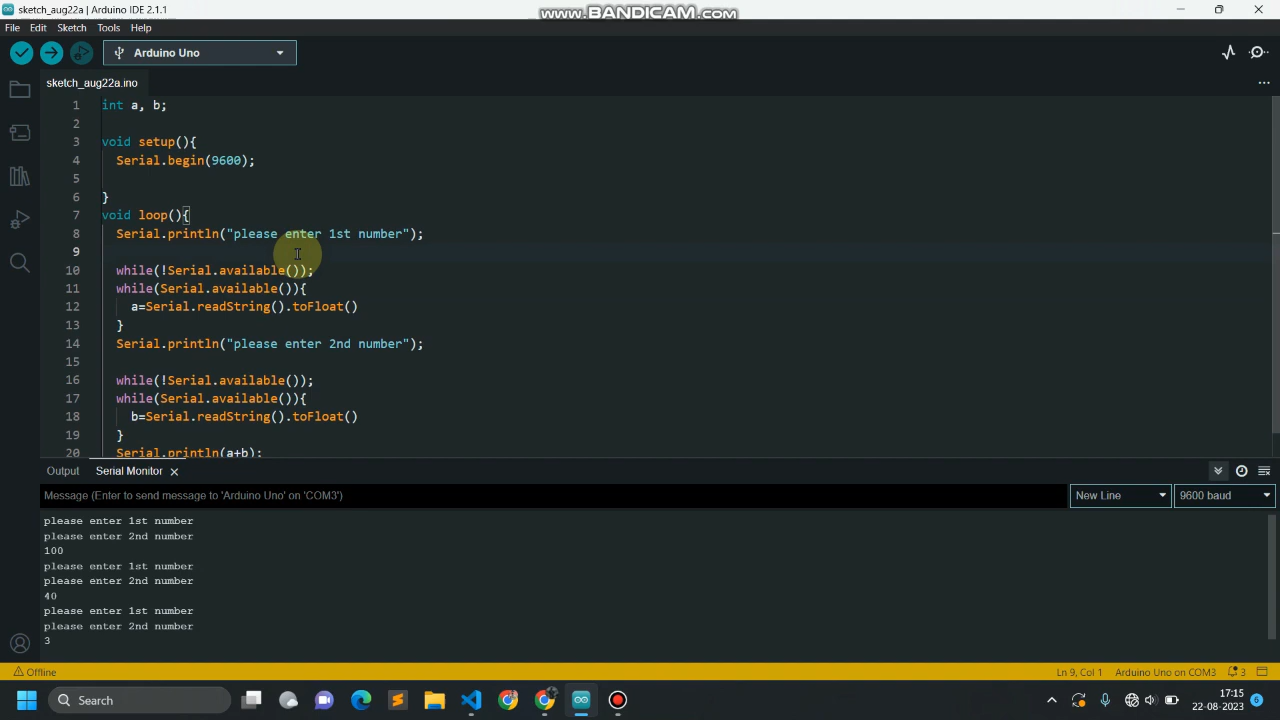 sketch_aug22a | Arduino IDE 2.1.1
www.BANDICAM.com
File Edit Sketch Tools Help
Arduino Uno
sketch_aug22a.ino
1 int a, b;
2
3 void setup(){
4 Serial.begin(9600);
5
6 }
7 void loop(){
8 Serial.println("please enter 1st number");
9
10 while(!Serial.available());
11 while(Serial.available()){
12 a=Serial.readString().toFloat()
13 }
14 Serial.println("please enter 2nd number");
15
16 while(!Serial.available());
17 while(Serial.available()){
18 b=Serial.readString().toFloat()
19 }
20 Serial.println(a+b);
Output Serial Monitor
Message (Enter to send message to 'Arduino Uno' on 'COM3') New Line 9600 baud
please enter 1st number
please enter 2nd number
100
please enter 1st number
please enter 2nd number
40
please enter 1st number
please enter 2nd number
3
Offline Ln 9, Col 1 Arduino Uno on COM3 3
Search 17:15
22-08-2023 6